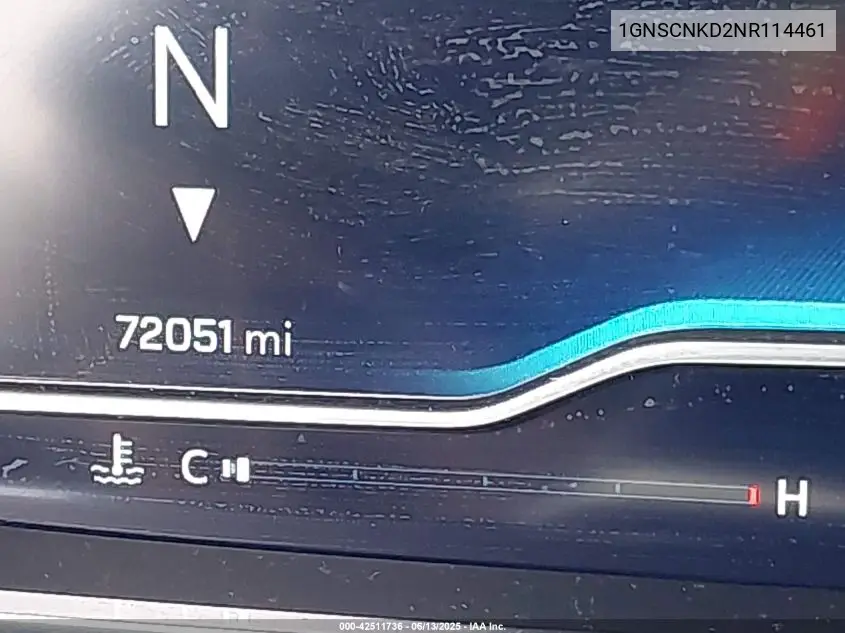 1GNSCNKD2NR114461
N
72051 mi
C
H
000-42511736 - 06/13/2025 - IAA Inc.